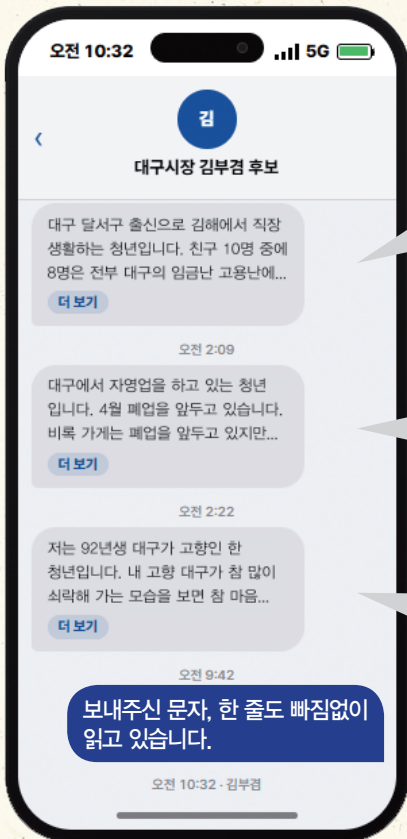 오전 10:32 5G
김
대구시장 김부겸 후보
대구 달서구 출신으로 김해에서 직장
생활하는 청년입니다. 친구 10명 중에
8명은 전부 대구의 임금난 고용난에...
더 보기
오전 2:09
대구에서 자영업을 하고 있는 청년
입니다. 4월 폐업을 앞두고 있습니다.
비록 가게는 폐업을 앞두고 있지만...
더 보기
오전 2:22
저는 92년생 대구가 고향인 한
청년입니다. 내 고향 대구가 참 많이
쇠락해 가는 모습을 보면 참 마음...
더 보기
오전 9:42
보내주신 문자, 한 줄도 빠짐없이
읽고 있습니다.
오전 10:32 · 김부겸